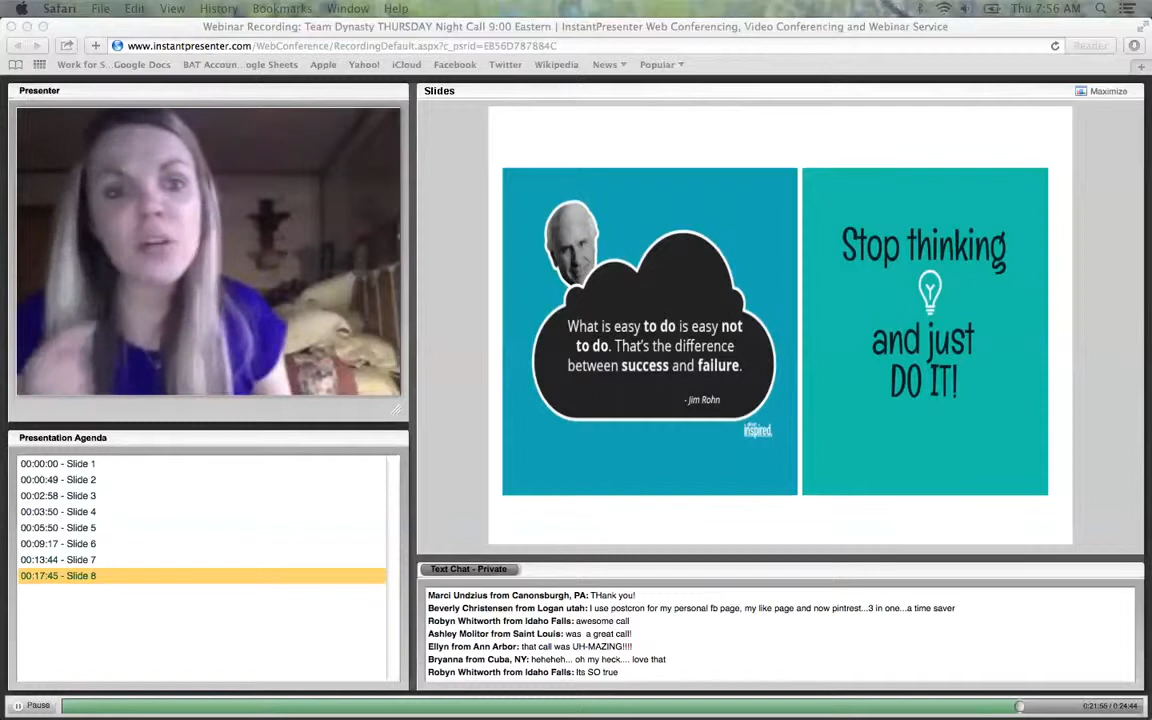 Safari File Edit View History Bookmarks Window Help Thu 7:56 AM
Webinar Recording: Team Dynasty THURSDAY Night Call 9:00 Eastern | InstantPresenter Web Conferencing, Video Conferencing and Webinar Service
www.instantpresenter.com/WebConference/RecordingDefault.aspx?c_psrid=EB56D787884C Reader
Work for S.. Google Docs BAT Accoun...ogle Sheets Apple Yahoo! iCloud Facebook Twitter Wikipedia News Popular
Presenter
Slides
Maximize
What is easy to do is easy not
to do. That's the difference
between success and failure.
- Jim Rohn
inspired
Stop thinking
and just
DO IT!
Presentation Agenda
00:00:00 - Slide 1
00:00:49 - Slide 2
00:02:58 - Slide 3
00:03:50 - Slide 4
00:05:50 - Slide 5
00:09:17 - Slide 6
00:13:44 - Slide 7
00:17:45 - Slide 8
Text Chat - Private
Marci Undzius from Canonsburgh, PA: THank you!
Beverly Christensen from Logan utah: I use postcron for my personal fb page, my like page and now pintrest...3 in one...a time saver
Robyn Whitworth from Idaho Falls: awesome call
Ashley Molitor from Saint Louis: was a great call!
Ellyn from Ann Arbor: that call was UH-MAZING!!!!
Bryanna from Cuba, NY: heheheh... oh my heck.... love that
Robyn Whitworth from Idaho Falls: Its SO true
Pause
0:21:56 / 0:24:44